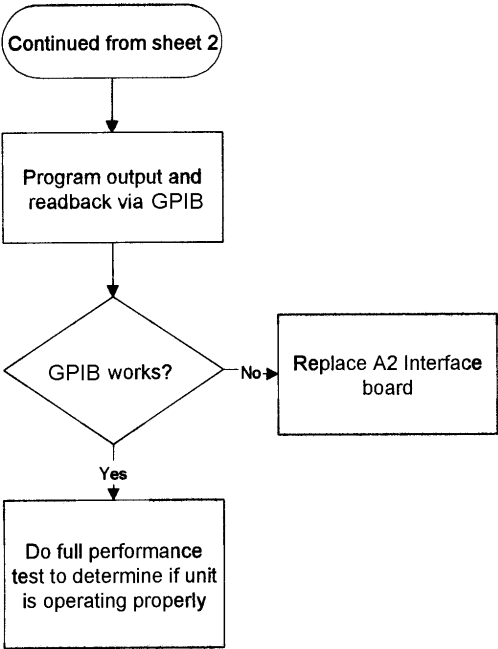 Continued from sheet 2
Program output and
readback via GPIB
GPIB works?
No
Replace A2 Interface
board
Yes
Do full performance
test to determine if unit
is operating properly